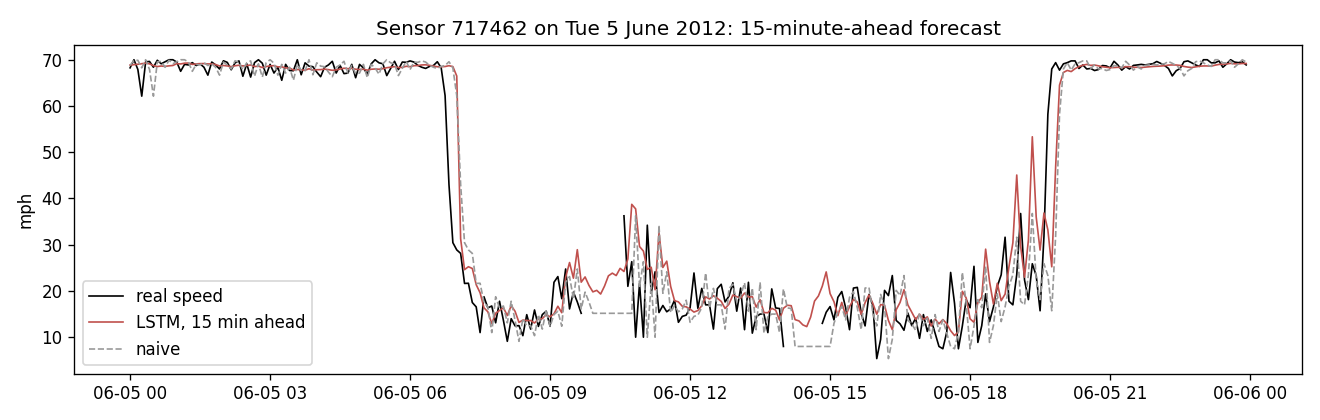 Sensor 717462 on Tue 5 June 2012: 15-minute-ahead forecast
70
60
50
40
30
20
10
mph
real speed
LSTM, 15 min ahead
naive
06-05 00 06-05 03 06-05 06 06-05 09 06-05 12 06-05 15 06-05 18 06-05 21 06-06 00